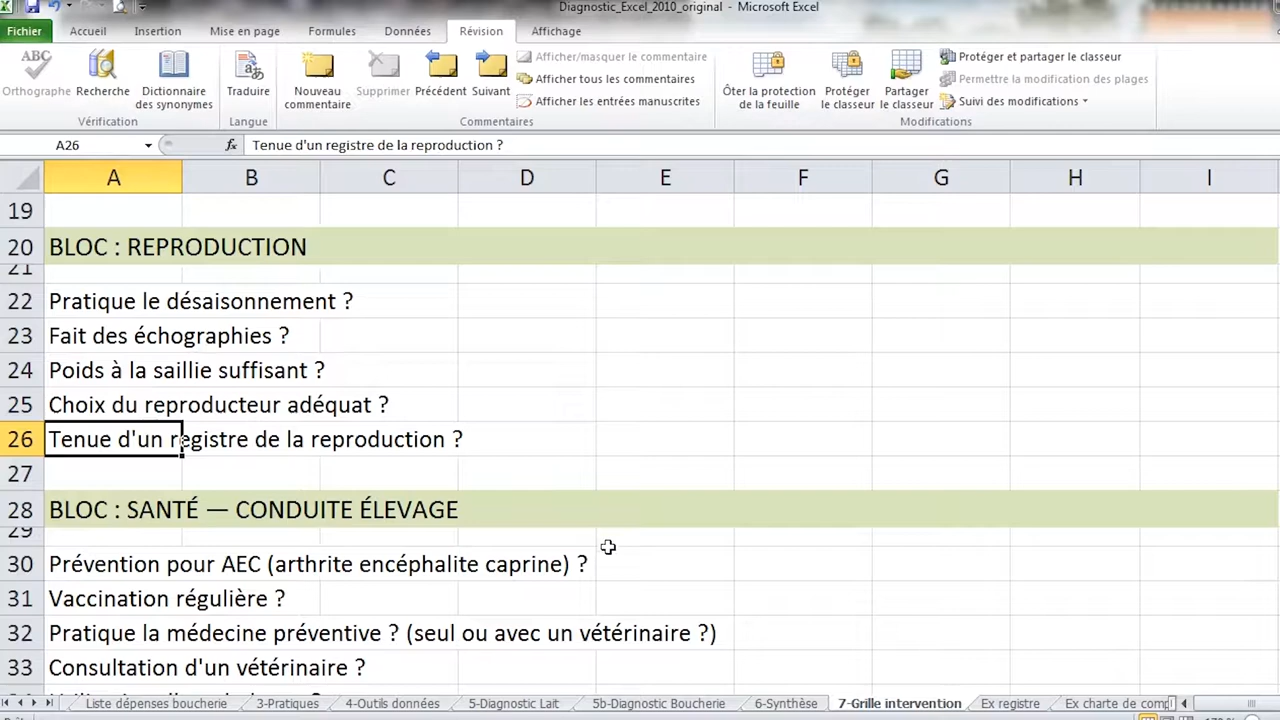 Diagnostic_Excel_2010_original - Microsoft Excel
Fichier Accueil Insertion Mise en page Formules Données Révision Affichage
ABC
Orthographe
Recherche
Dictionnaire
des synonymes
Vérification
Traduire
Langue
Nouveau
commentaire
Supprimer
Précédent
Suivant
Afficher/masquer le commentaire
Afficher tous les commentaires
Afficher les entrées manuscrites
Commentaires
Ôter la protection
de la feuille
Protéger
le classeur
Partager
le classeur
Protéger et partager le classeur
Permettre la modification des plages
Suivi des modifications
Modifications
A26 fx Tenue d'un registre de la reproduction ?
A B C D E F G H I
19
20 BLOC : REPRODUCTION
21
22 Pratique le désaisonnement ?
23 Fait des échographies ?
24 Poids à la saillie suffisant ?
25 Choix du reproducteur adéquat ?
26 Tenue d'un registre de la reproduction ?
27
28 BLOC : SANTÉ — CONDUITE ÉLEVAGE
29
30 Prévention pour AEC (arthrite encéphalite caprine) ?
31 Vaccination régulière ?
32 Pratique la médecine préventive ? (seul ou avec un vétérinaire ?)
33 Consultation d'un vétérinaire ?
Liste dépenses boucherie 3-Pratiques 4-Outils données 5-Diagnostic Lait 5b-Diagnostic Boucherie 6-Synthèse 7-Grille intervention Ex registre Ex charte de comp